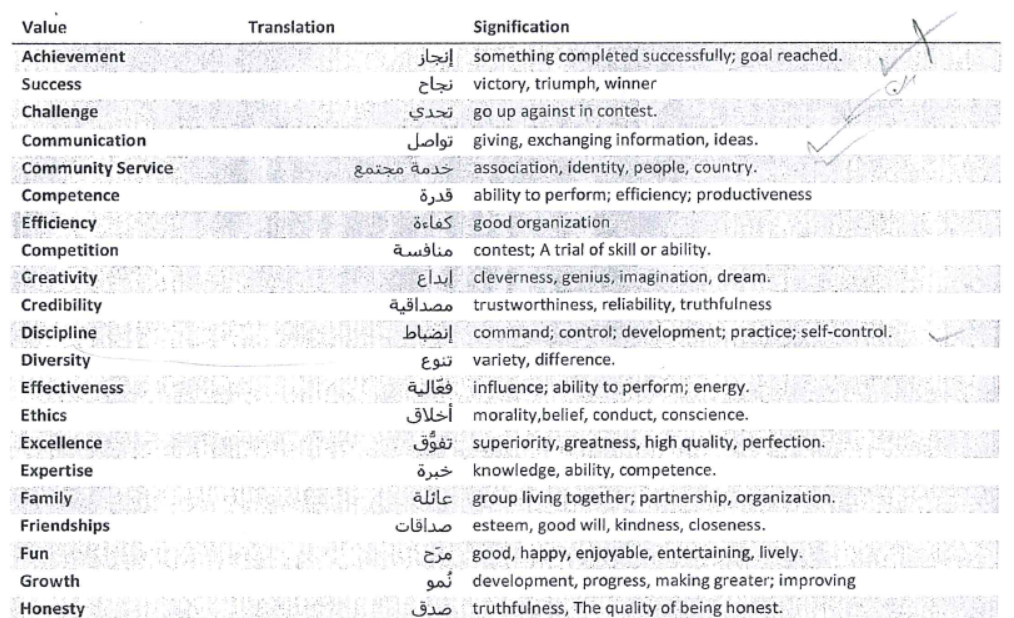 Value Translation Signification
Achievement إنجاز something completed successfully; goal reached.
Success نجاح victory, triumph, winner
Challenge تحدي go up against in contest.
Communication تواصل giving, exchanging information, ideas.
Community Service خدمة مجتمع association, identity, people, country.
Competence قدرة ability to perform; efficiency; productiveness
Efficiency كفاءة good organization
Competition منافسة contest; A trial of skill or ability.
Creativity إبداع cleverness, genius, imagination, dream.
Credibility مصداقية trustworthiness, reliability, truthfulness
Discipline انضباط command; control; development; practice; self-control.
Diversity تنوع variety, difference.
Effectiveness فعّالية influence; ability to perform; energy.
Ethics أخلاق morality,belief, conduct, conscience.
Excellence تفوُّق superiority, greatness, high quality, perfection.
Expertise خبرة knowledge, ability, competence.
Family عائلة group living together; partnership, organization.
Friendships صداقات esteem, good will, kindness, closeness.
Fun مرح good, happy, enjoyable, entertaining, lively.
Growth نُمو development, progress, making greater; improving
Honesty صدق truthfulness, The quality of being honest.